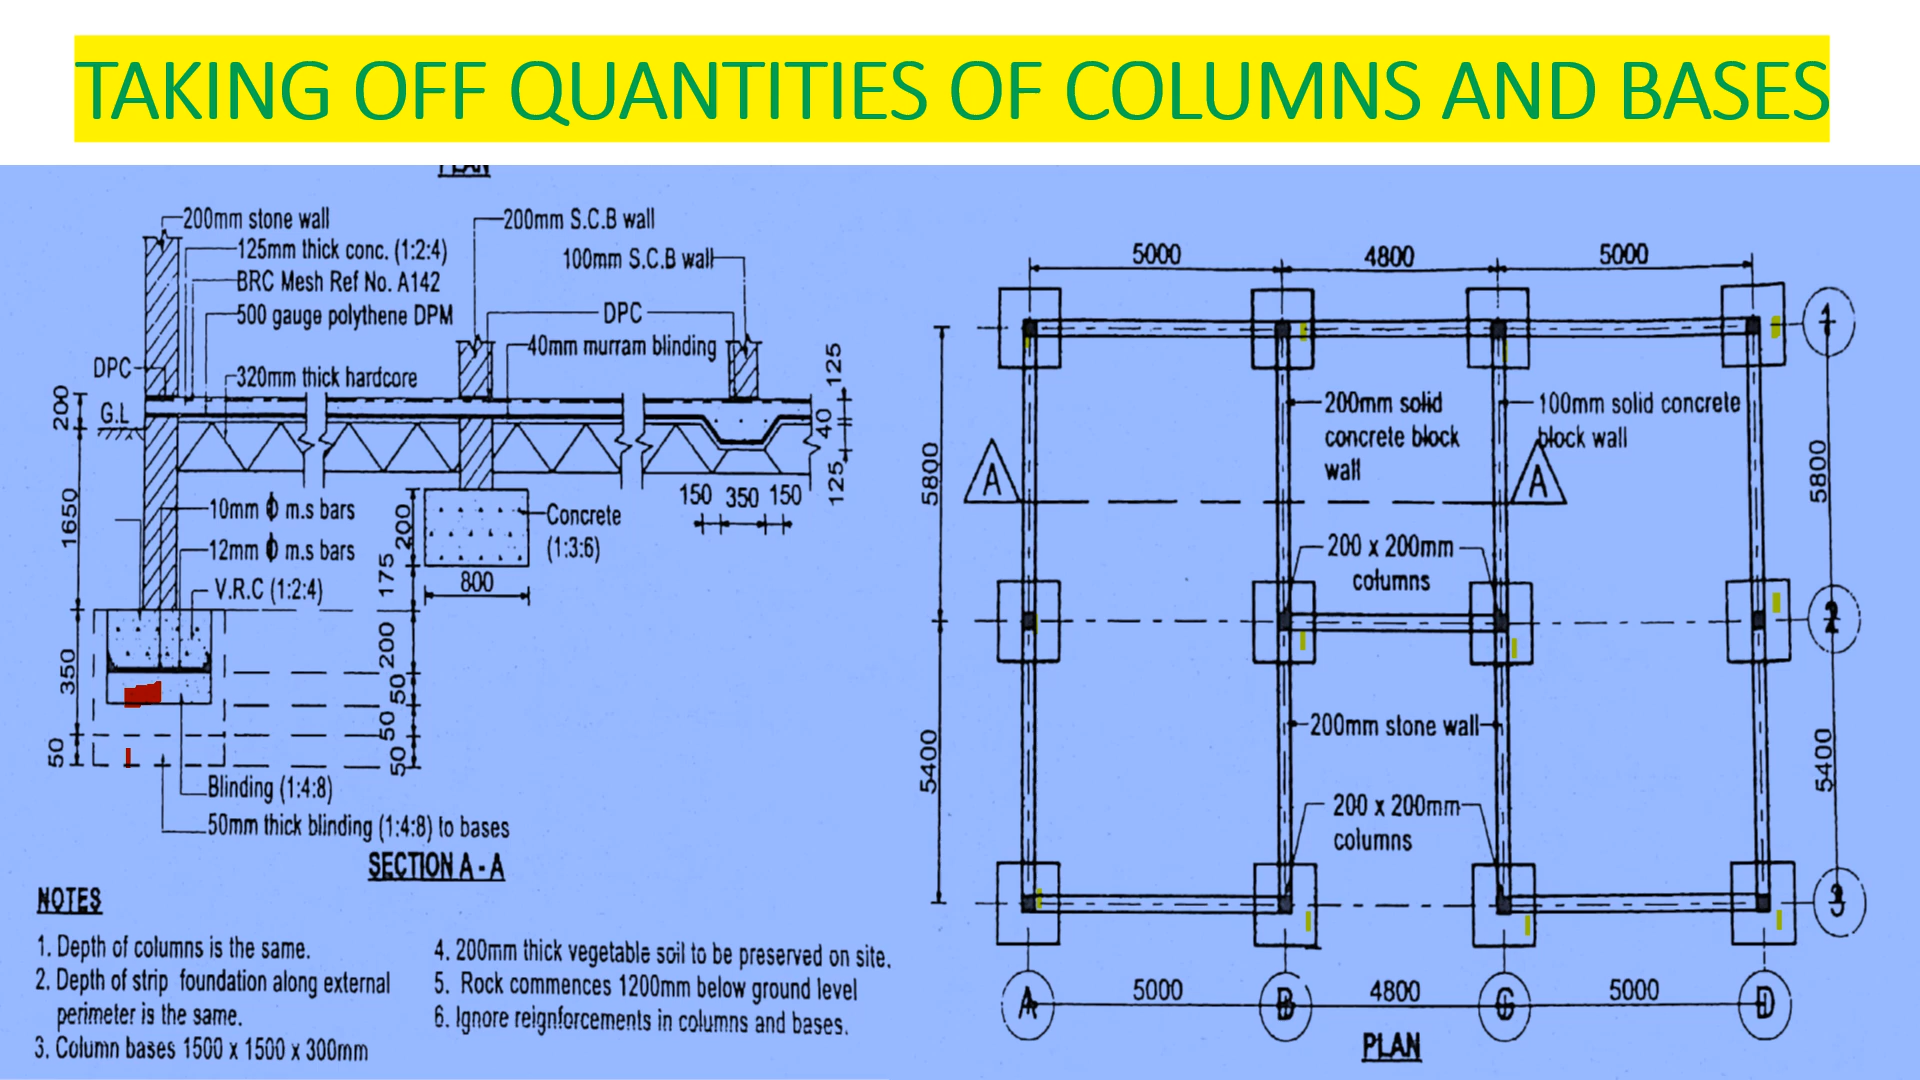 TAKING OFF QUANTITIES OF COLUMNS AND BASES
PLAN
200mm stone wall
125mm thick conc. (1:2:4)
BRC Mesh Ref No. A142
500 gauge polythene DPM
DPC
320mm thick hardcore
G.L
200mm S.C.B wall
100mm S.C.B wall
DPC
40mm murram blinding
200
1650
350
50
125
40
125
150 350 150
10mm ϕ m.s bars
12mm ϕ m.s bars
V.R.C (1:2:4)
Concrete
(1:3:6)
800
200
175
200
50
50
50
Blinding (1:4:8)
50mm thick blinding (1:4:8) to bases
SECTION A - A
NOTES
1. Depth of columns is the same.
2. Depth of strip foundation along external
perimeter is the same.
3. Column bases 1500 x 1500 x 300mm
4. 200mm thick vegetable soil to be preserved on site.
5. Rock commences 1200mm below ground level
6. Ignore reignforcements in columns and bases.
5000 4800 5000
1
200mm solid
concrete block
wall
100mm solid concrete
block wall
5800
A
A
5800
200 x 200mm
columns
2
200mm stone wall
5400
5400
200 x 200mm
columns
3
A
5000
B
4800
C
5000
D
PLAN